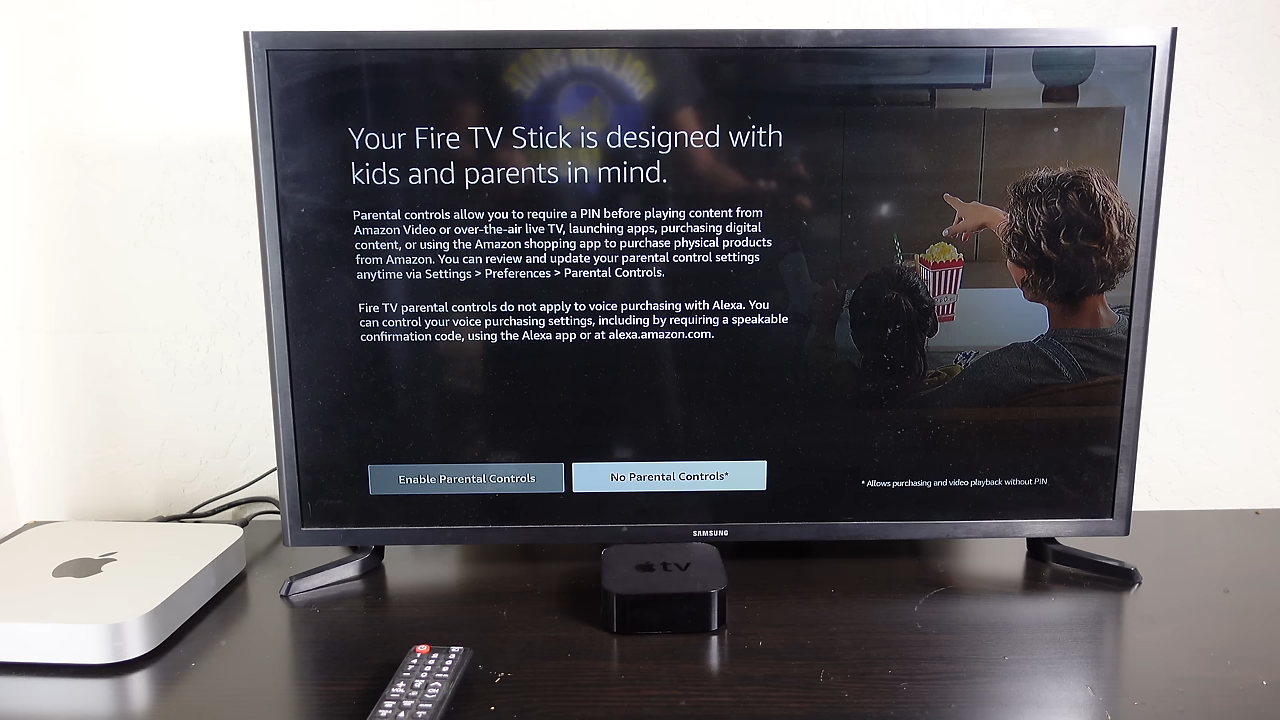 Your Fire TV Stick is designed with
kids and parents in mind.
Parental controls allow you to require a PIN before playing content from
Amazon Video or over-the-air live TV, launching apps, purchasing digital
content, or using the Amazon shopping app to purchase physical products
from Amazon. You can review and update your parental control settings
anytime via Settings > Preferences > Parental Controls.
Fire TV parental controls do not apply to voice purchasing with Alexa. You
can control your voice purchasing settings, including by requiring a speakable
confirmation code, using the Alexa app or at alexa.amazon.com.
Enable Parental Controls
No Parental Controls*
* Allows purchasing and video playback without PIN
SAMSUNG
tv